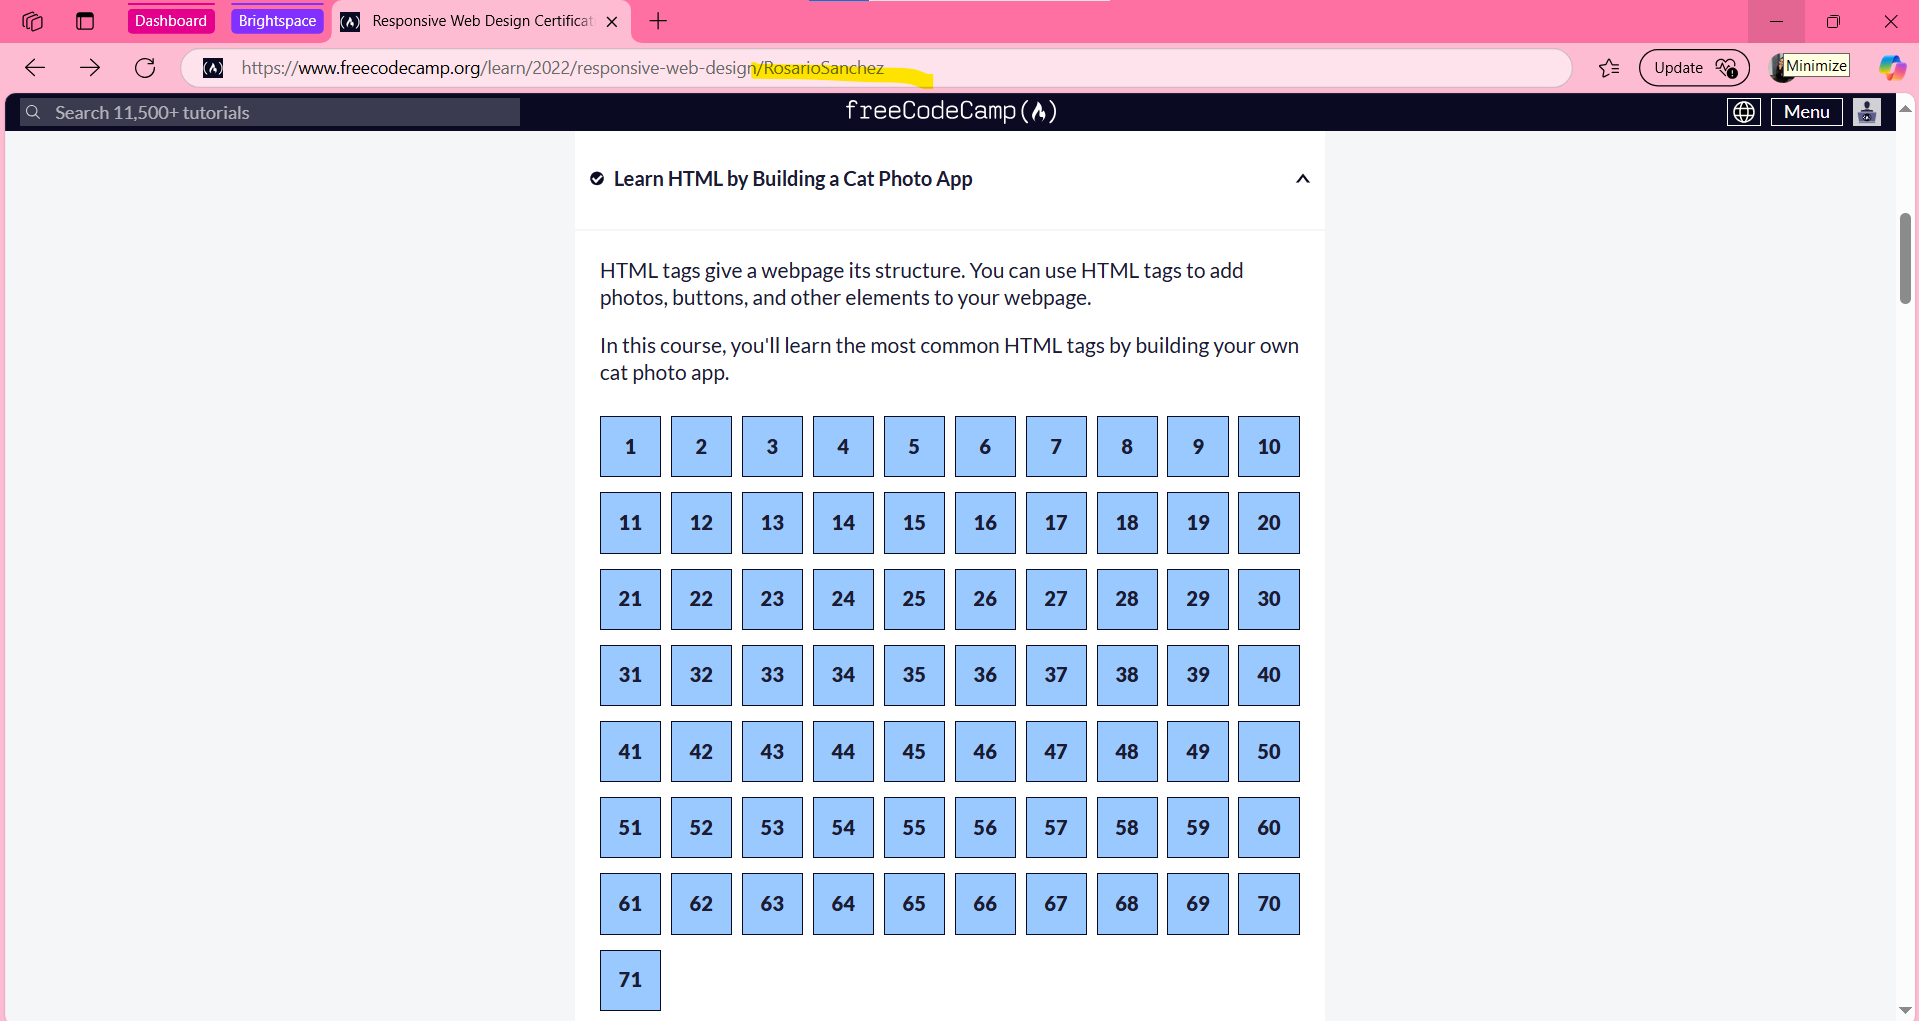 Dashboard Brightspace Responsive Web Design Certificat
https://www.freecodecamp.org/learn/2022/responsive-web-design/RosarioSanchez Update Minimize
Search 11,500+ tutorials freeCodeCamp Menu
Learn HTML by Building a Cat Photo App
HTML tags give a webpage its structure. You can use HTML tags to add
photos, buttons, and other elements to your webpage.
In this course, you'll learn the most common HTML tags by building your own
cat photo app.
1 2 3 4 5 6 7 8 9 10
11 12 13 14 15 16 17 18 19 20
21 22 23 24 25 26 27 28 29 30
31 32 33 34 35 36 37 38 39 40
41 42 43 44 45 46 47 48 49 50
51 52 53 54 55 56 57 58 59 60
61 62 63 64 65 66 67 68 69 70
71